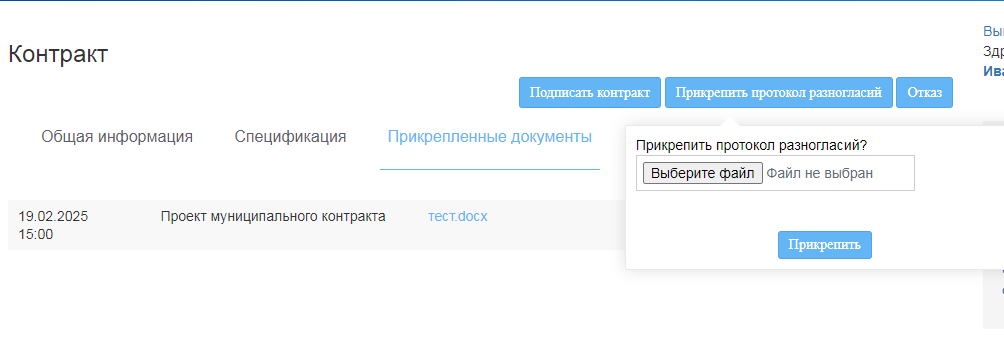 Контракт
Подписать контракт Прикрепить протокол разногласий Отказ
Общая информация Спецификация Прикрепленные документы
Прикрепить протокол разногласий?
Выберите файл Файл не выбран
19.02.2025 Проект муниципального контракта тест.docx
15:00
Прикрепить